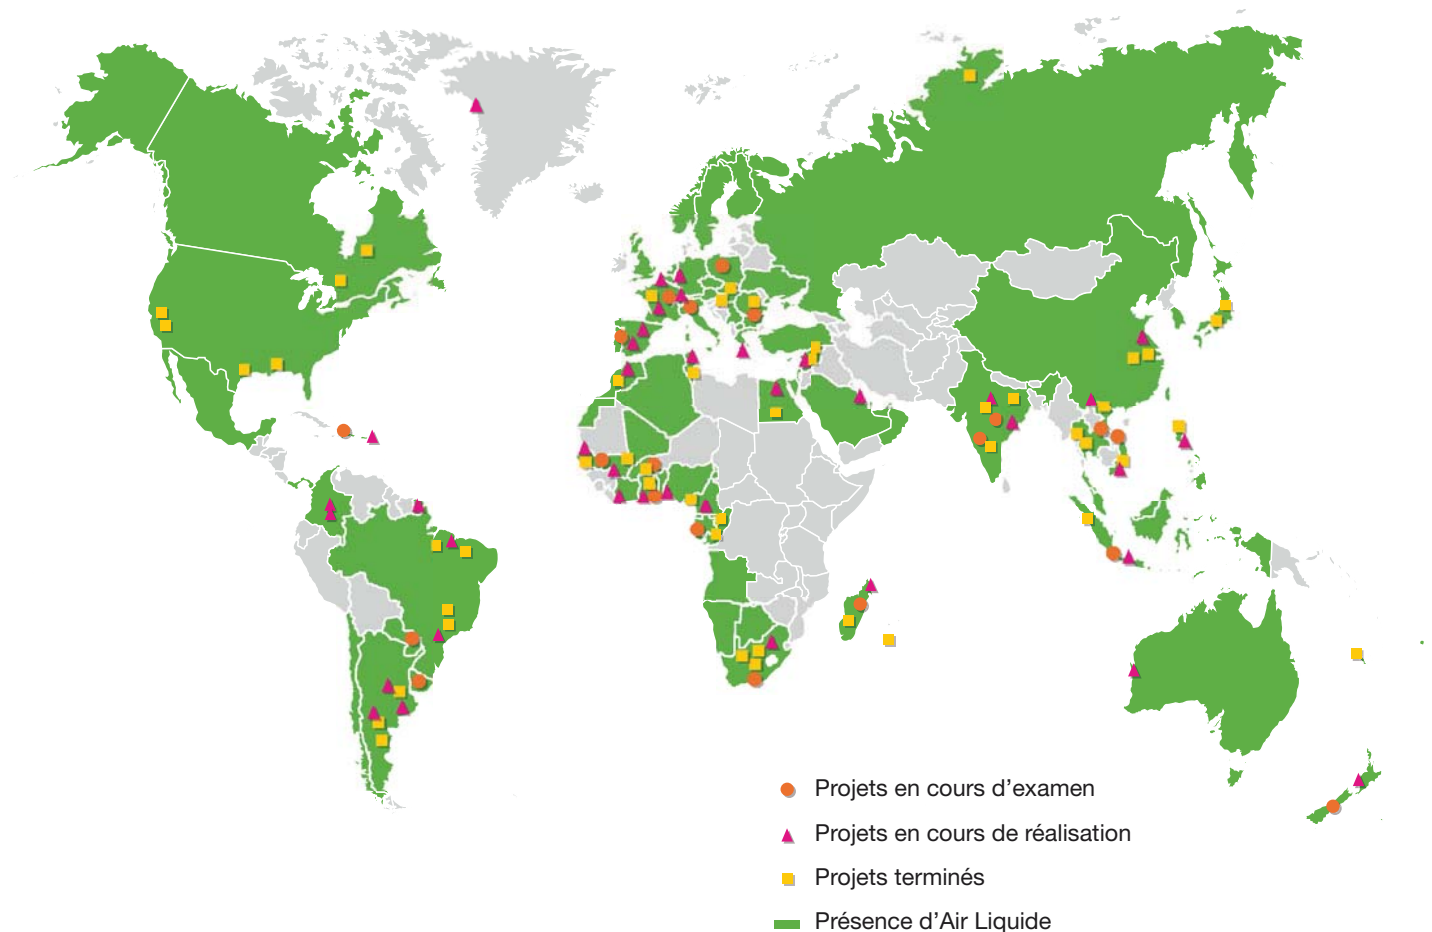 Projets en cours d’examen
Projets en cours de réalisation
Projets terminés
Présence d’Air Liquide